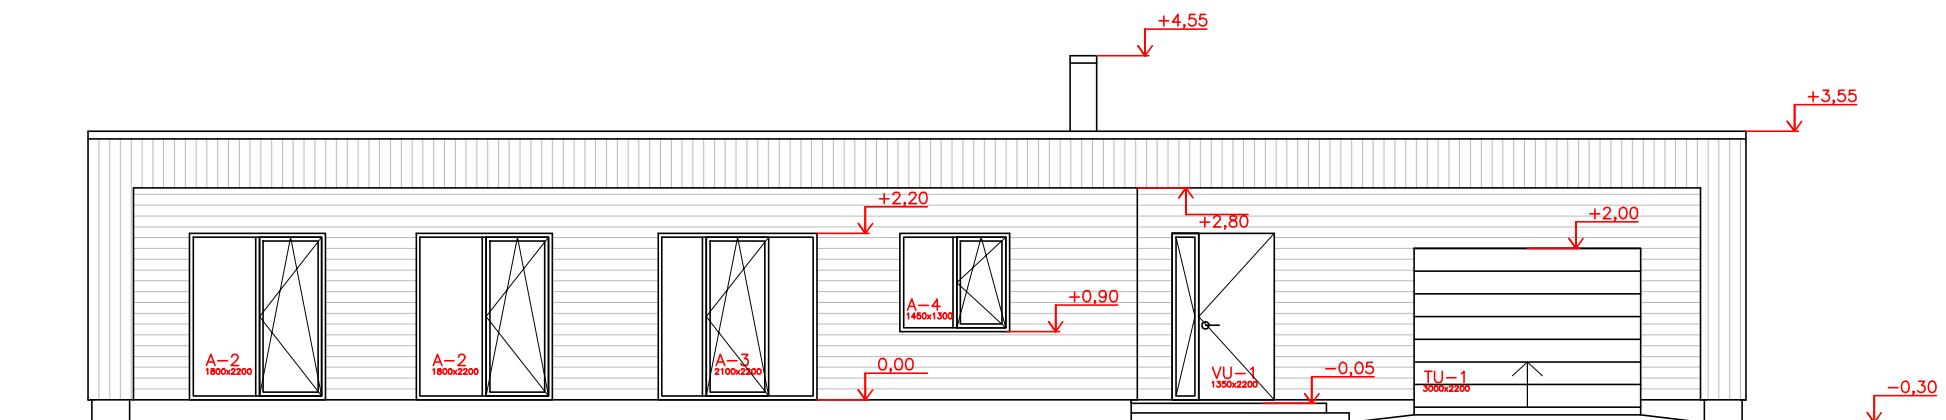 +4,55
+3,55
+2,20
+2,80
+2,00
A-4
1450x1300
+0,90
A-2
1800x2200
A-2
1800x2200
A-3
2100x2200
0,00
VU-1
1350x2200
-0,05
TU-1
3000x2200
-0,30